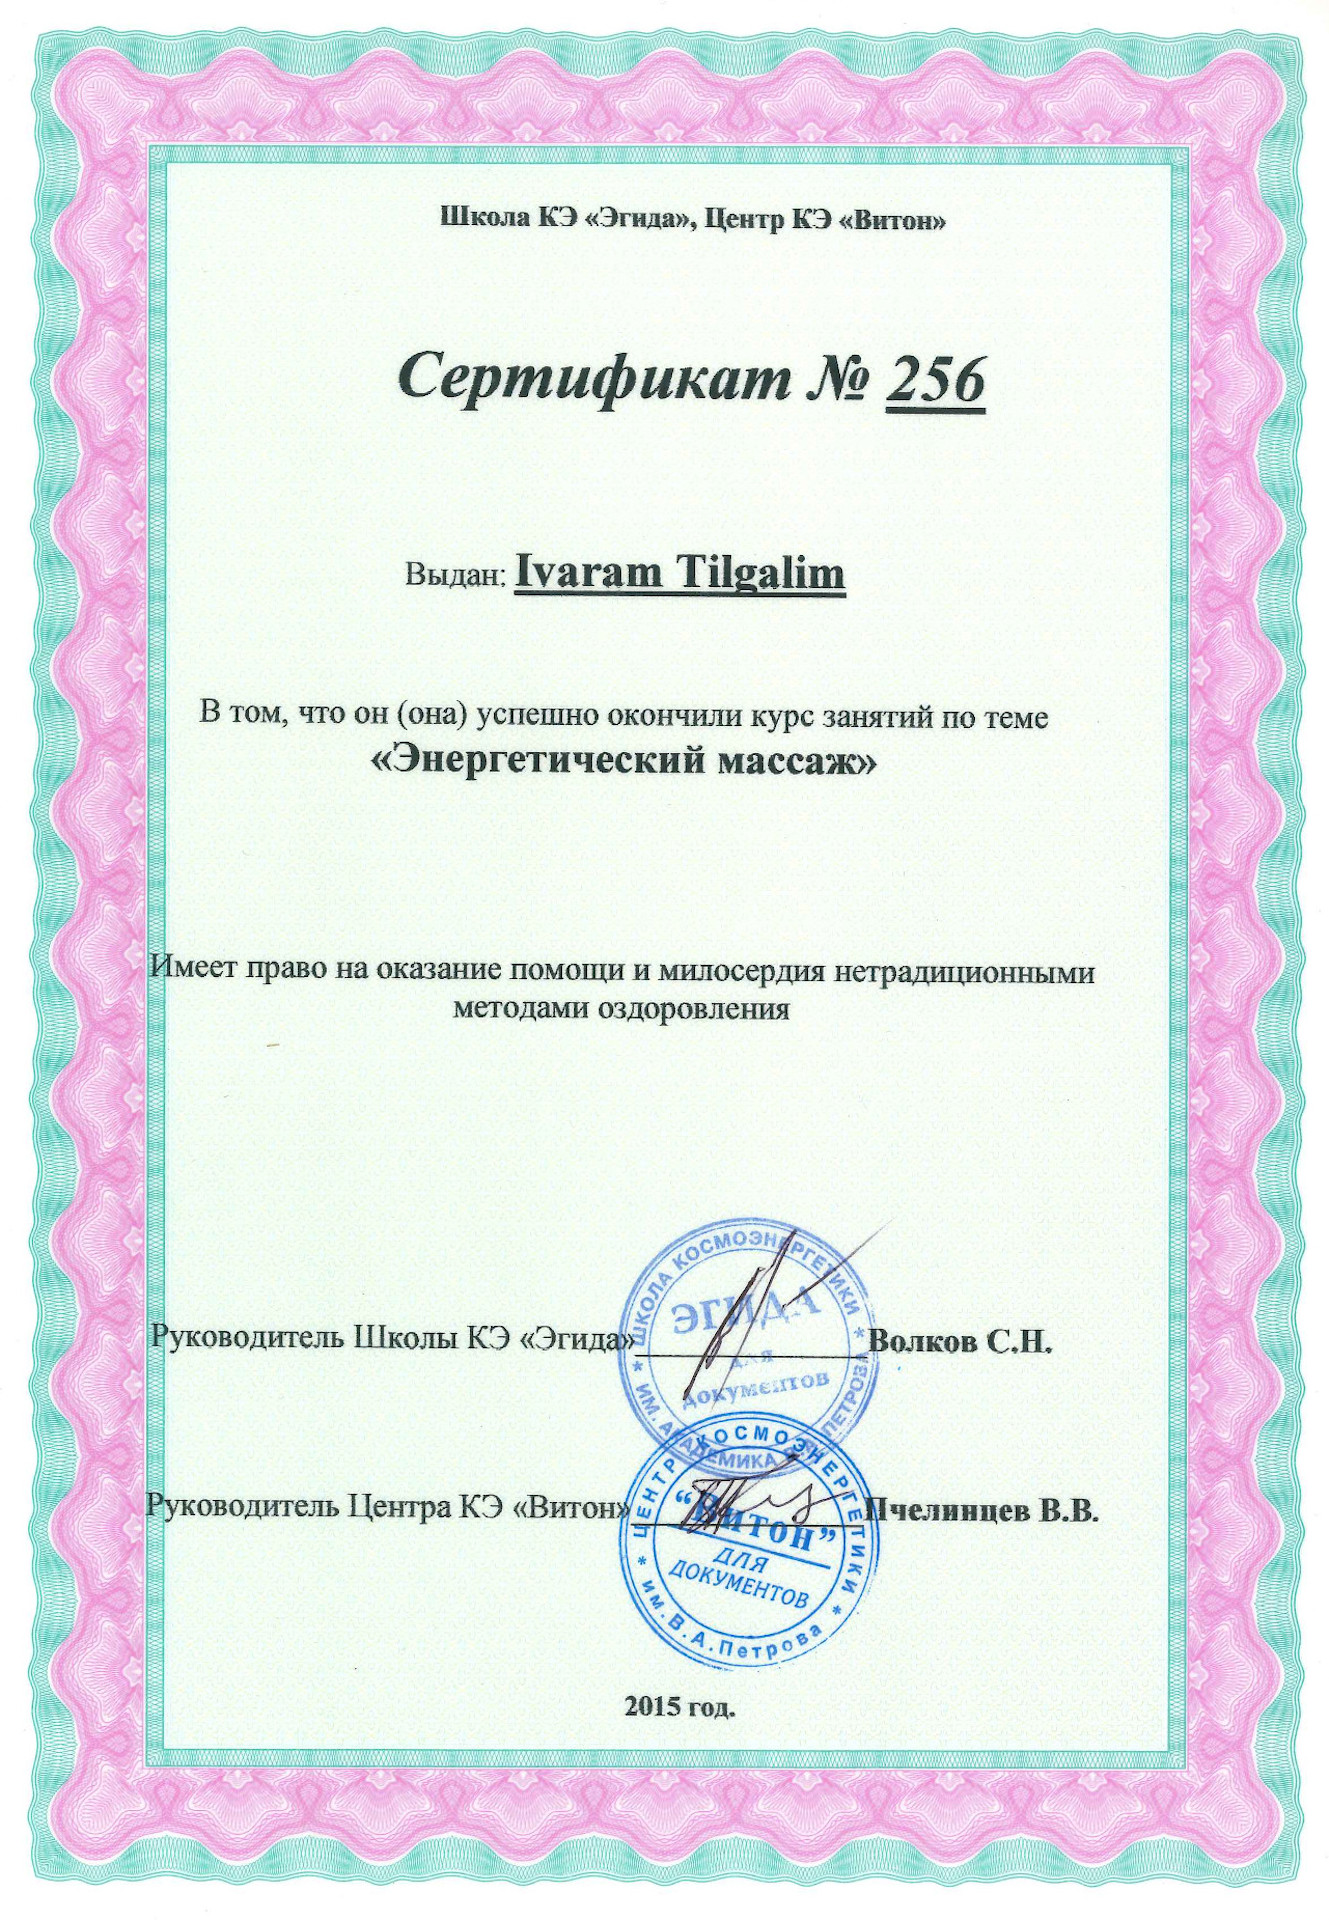 Школа КЭ «Эгида», Центр КЭ «Витон»
Сертификат № 256
Выдан: Ivaram Tilgalim
В том, что он (она) успешно окончили курс занятий по теме
«Энергетический массаж»
Имеет право на оказание помощи и милосердия нетрадиционными
методами оздоровления
* ШКОЛА КОСМОЭНЕРГЕТИКИ *
ЭГИДА
для
документов
ИМ. АКАДЕМИКА ПЕТРОВА
Руководитель Школы КЭ «Эгида» Волков С.Н.
* ЦЕНТР КОСМОЭНЕРГЕТИКИ *
Руководитель Центра КЭ «Витон» Пчелинцев В.В.
“Витон”
ДЛЯ
ДОКУМЕНТОВ
им. В.А.Петрова
2015 год.